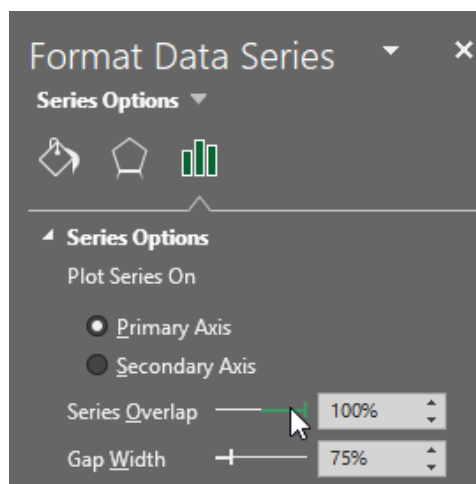 Format Data Series
Series Options
Series Options
Plot Series On
Primary Axis
Secondary Axis
Series Overlap 100%
Gap Width 75%